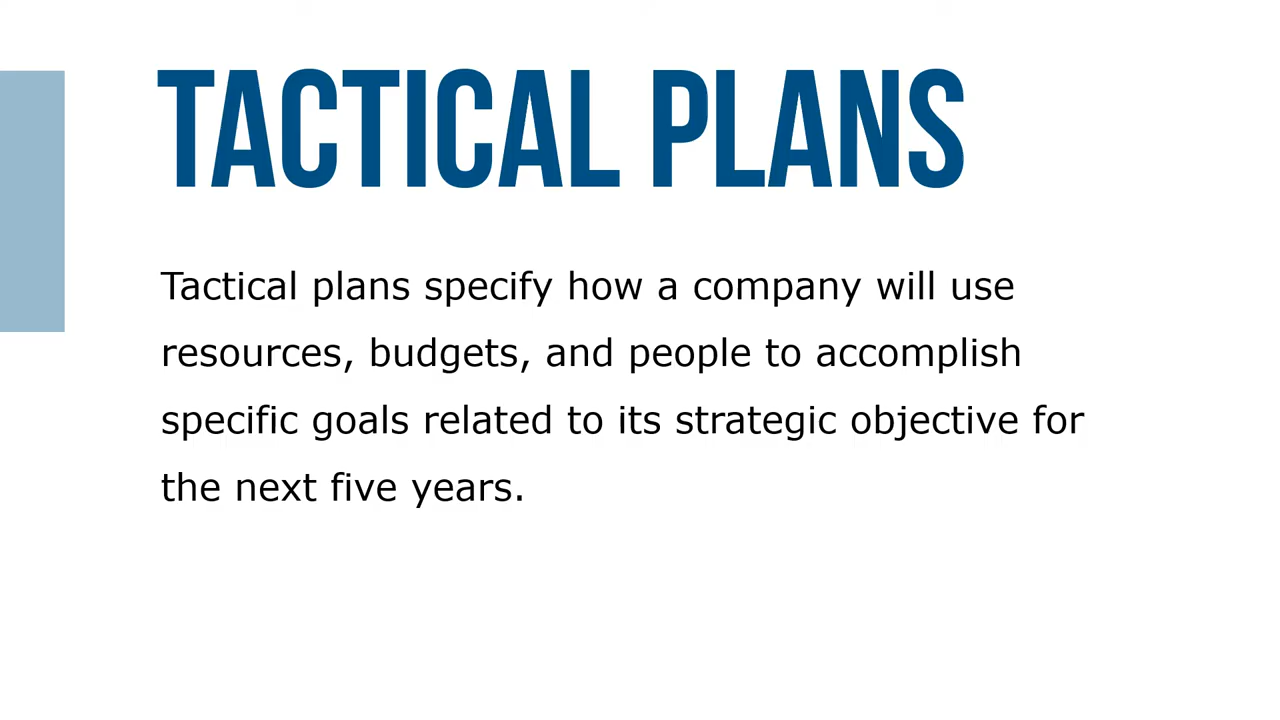 TACTICAL PLANS
Tactical plans specify how a company will use
resources, budgets, and people to accomplish
specific goals related to its strategic objective for
the next five years.